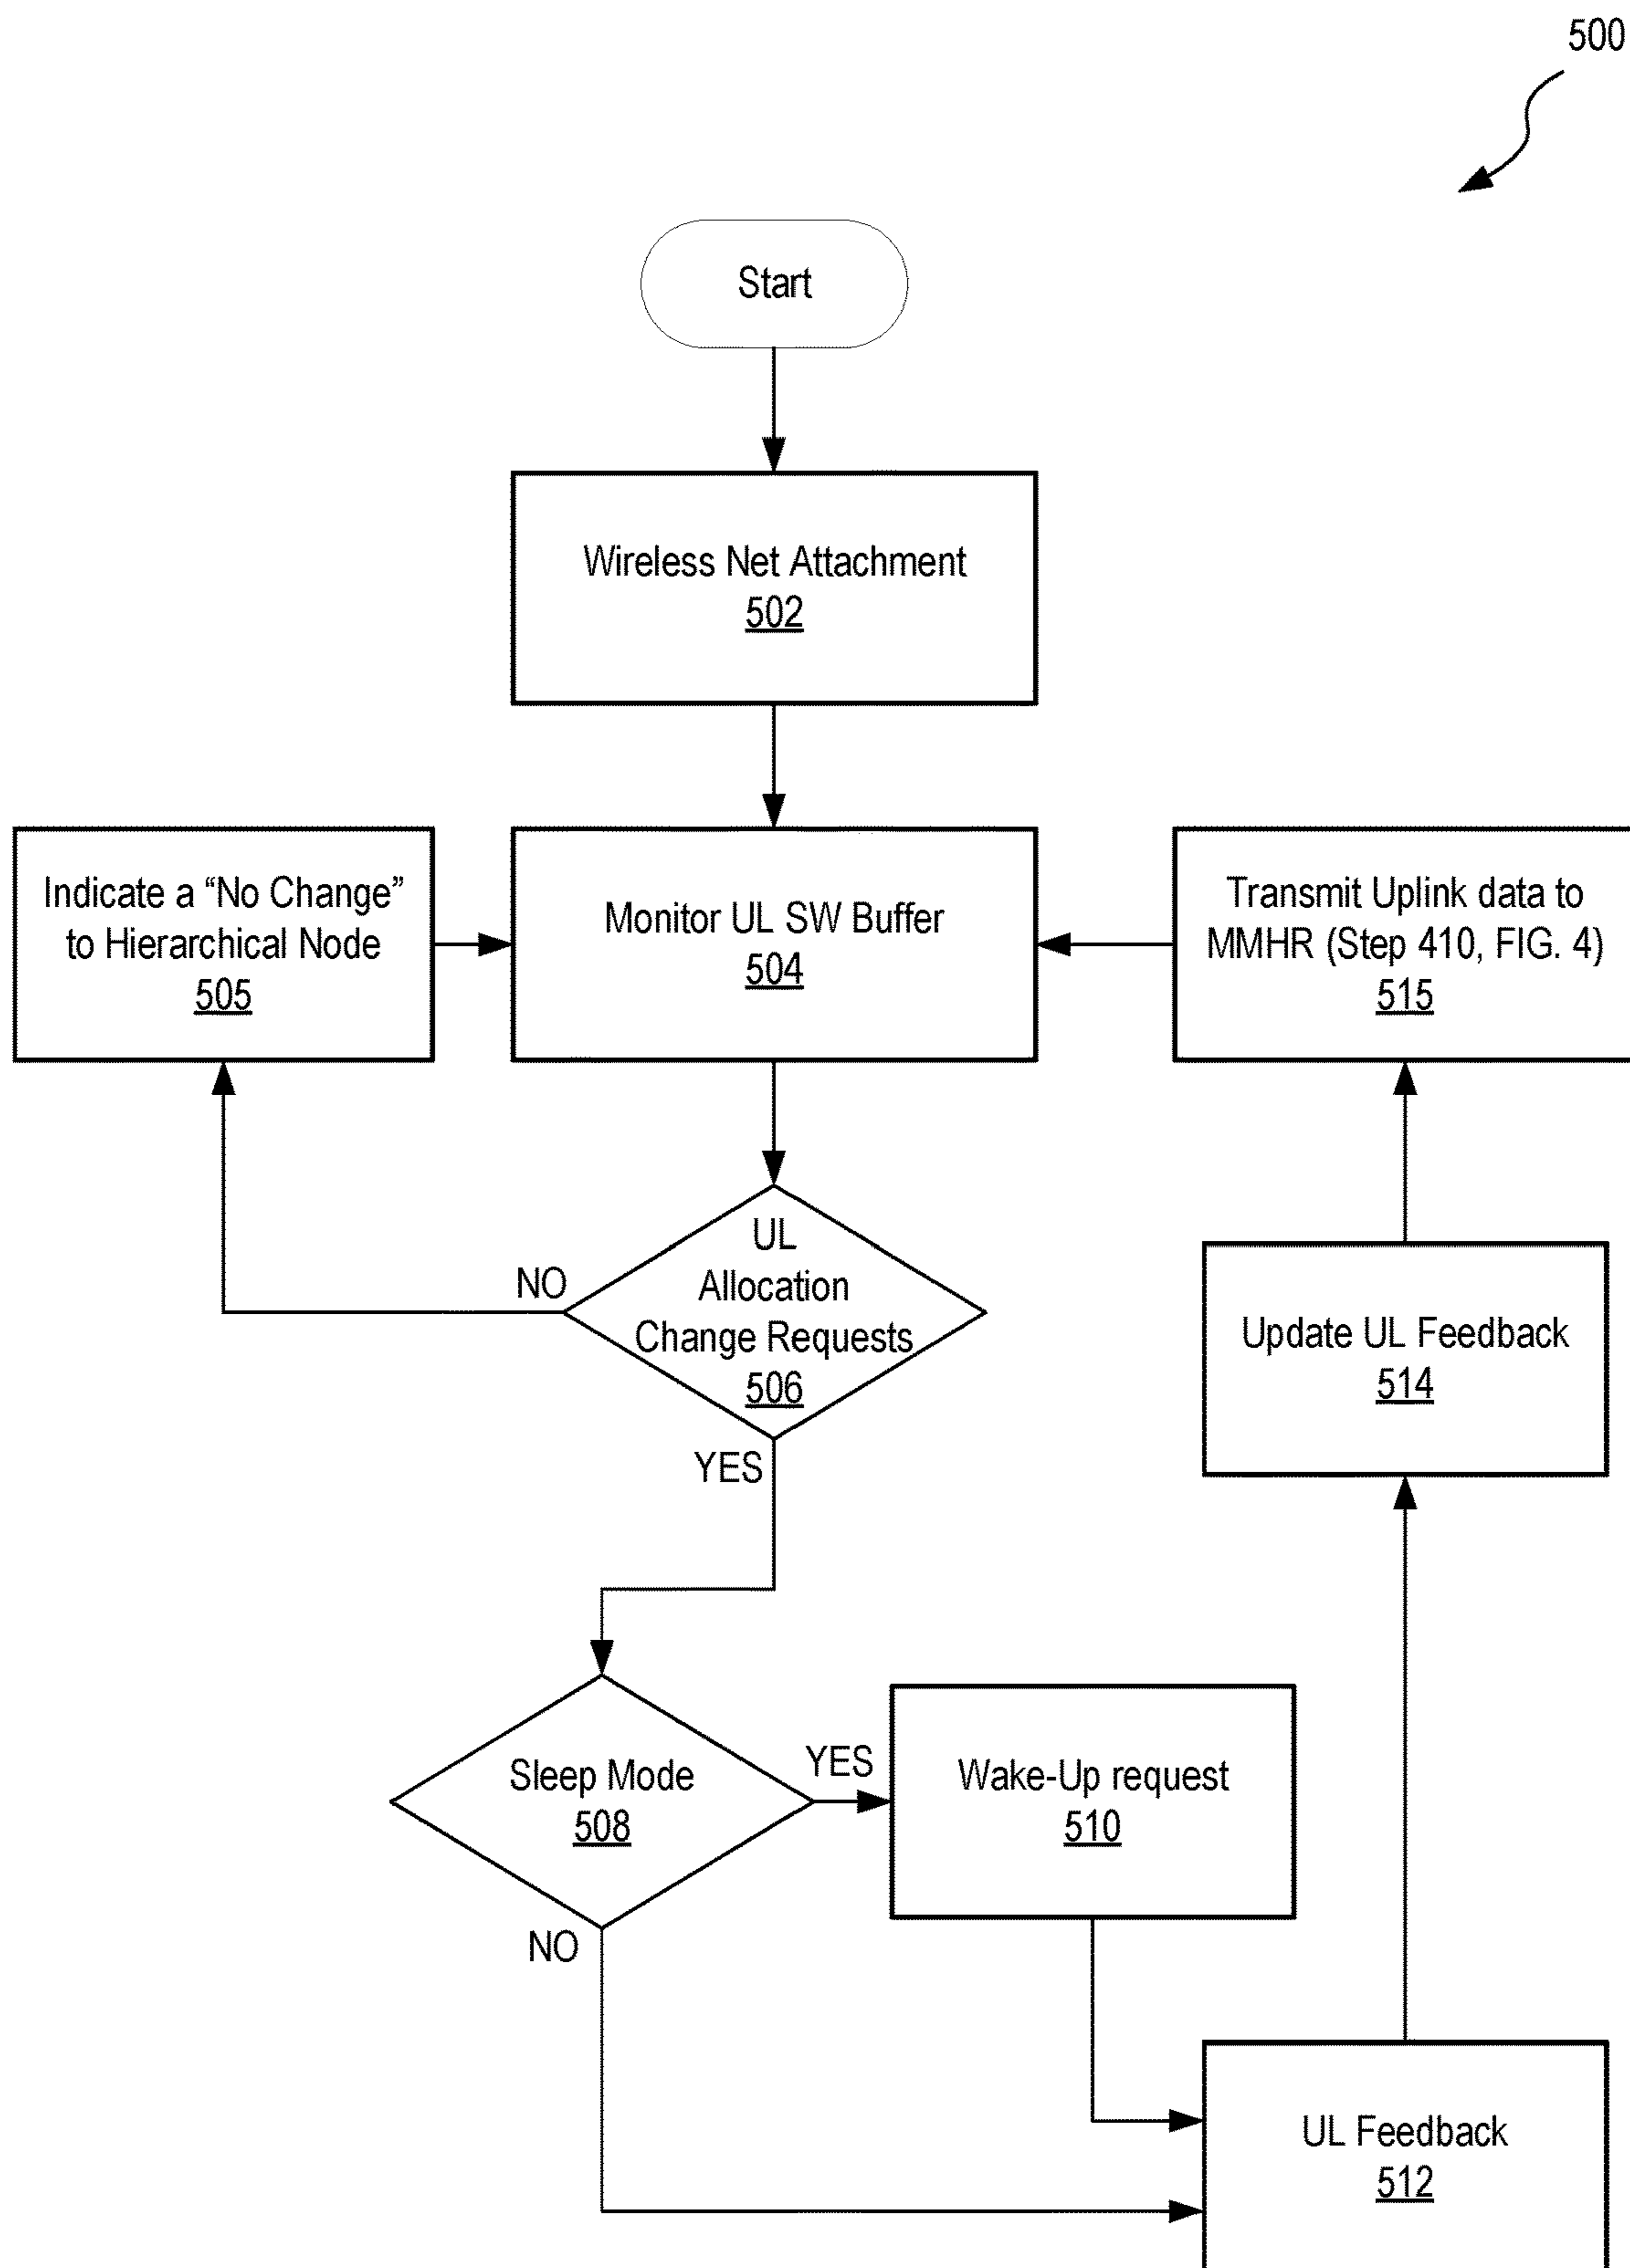 500
Start
Wireless Net Attachment
502
Indicate a “No Change”
to Hierarchical Node
505
Monitor UL SW Buffer
504
Transmit Uplink data to
MMHR (Step 410, FIG. 4)
515
UL
Allocation
Change Requests
506
NO
YES
Update UL Feedback
514
Sleep Mode
508
YES
NO
Wake-Up request
510
UL Feedback
512